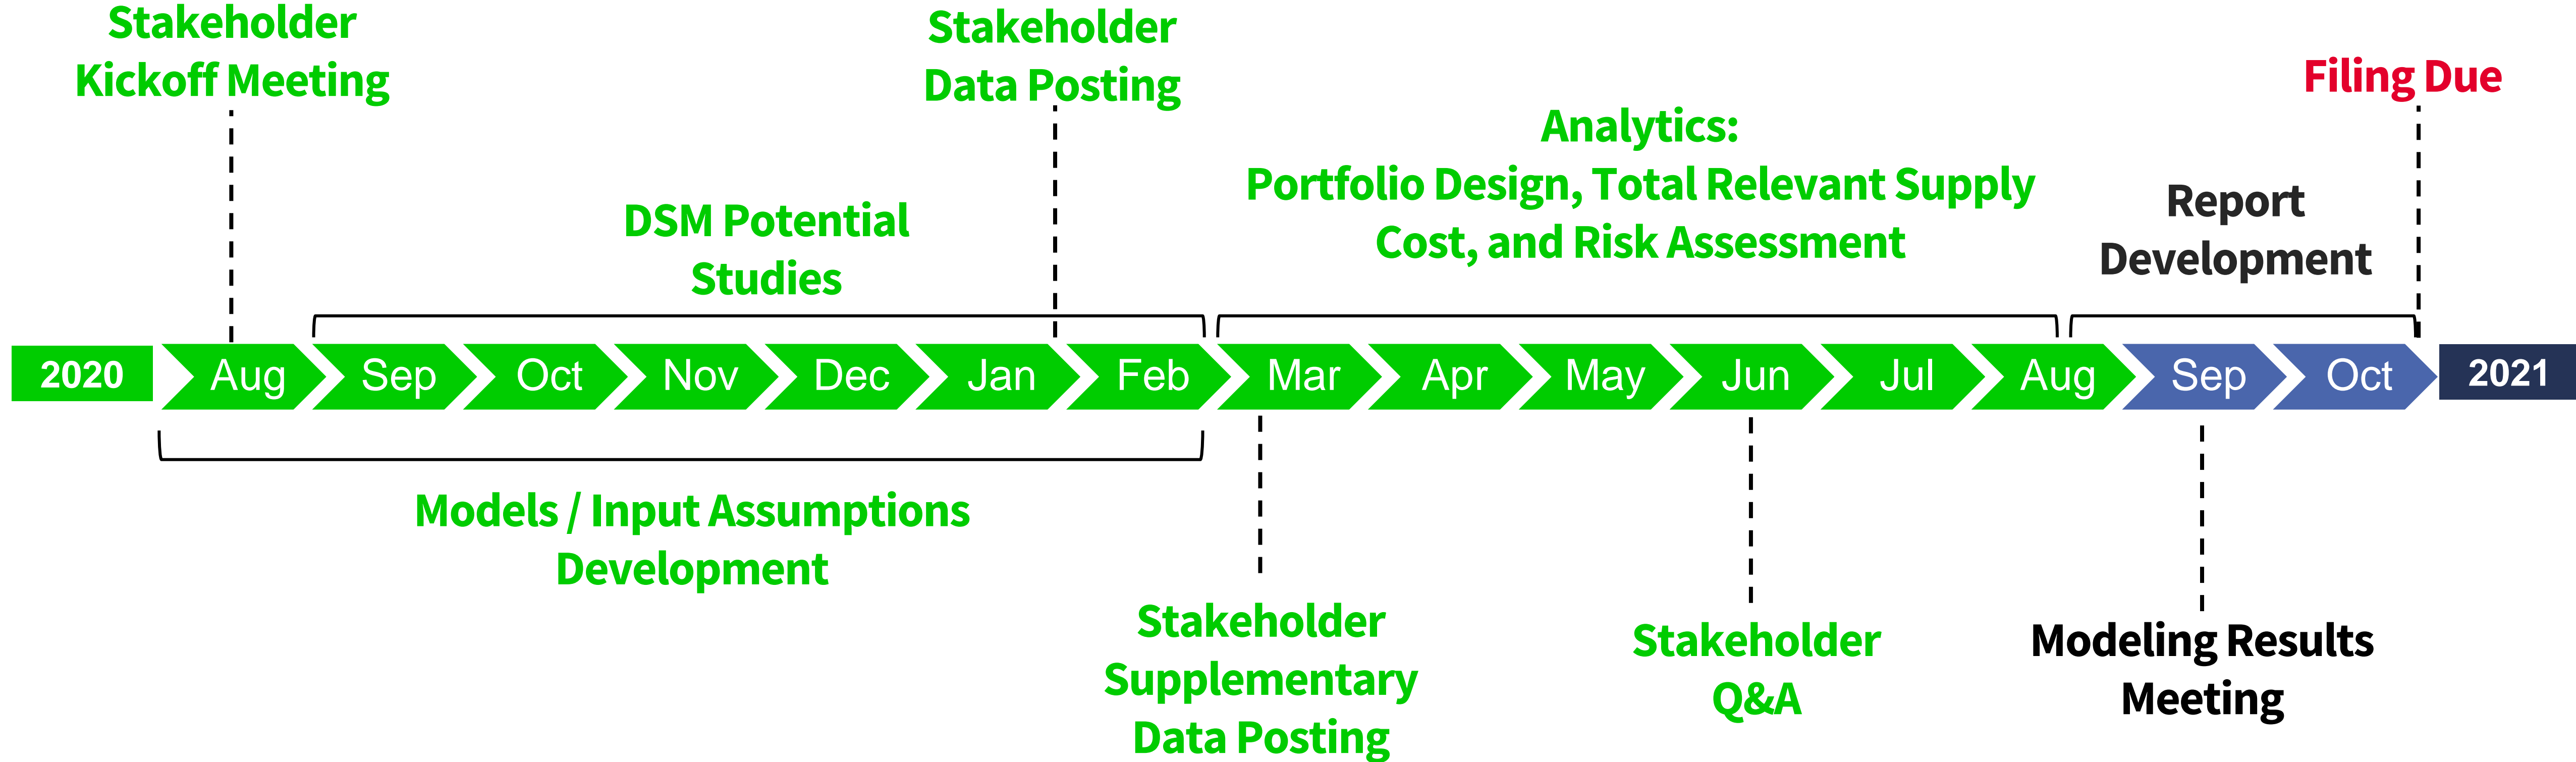 Stakeholder
Kickoff Meeting
Stakeholder
Data Posting
Filing Due
Analytics:
Portfolio Design, Total Relevant Supply
Cost, and Risk Assessment
DSM Potential
Studies
Report
Development
2020 Aug Sep Oct Nov Dec Jan Feb Mar Apr May Jun Jul Aug Sep Oct 2021
Models / Input Assumptions
Development
Stakeholder
Supplementary
Data Posting
Stakeholder
Q&A
Modeling Results
Meeting